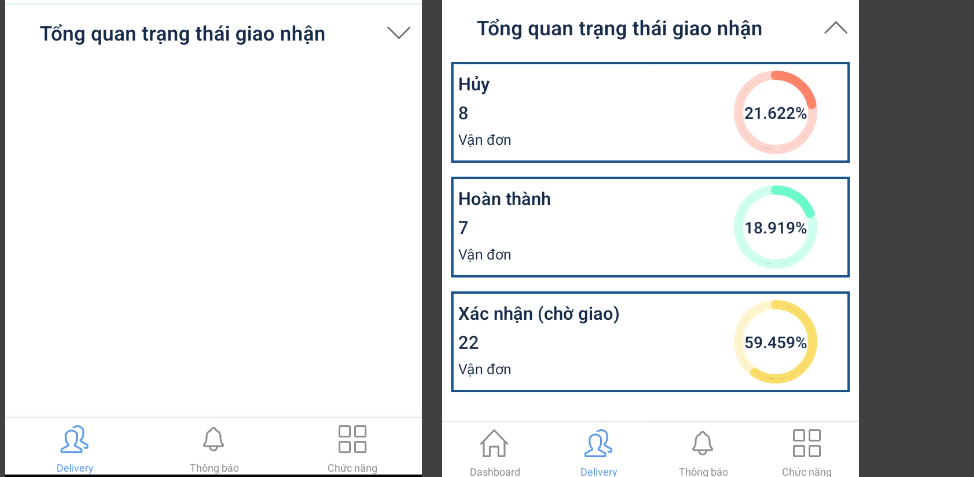 Tổng quan trạng thái giao nhận
Delivery
Thông báo
Chức năng
Tổng quan trạng thái giao nhận
Hủy
8
Vận đơn
21.622%
Hoàn thành
7
Vận đơn
18.919%
Xác nhận (chờ giao)
22
Vận đơn
59.459%
Dashboard
Delivery
Thông báo
Chức năng